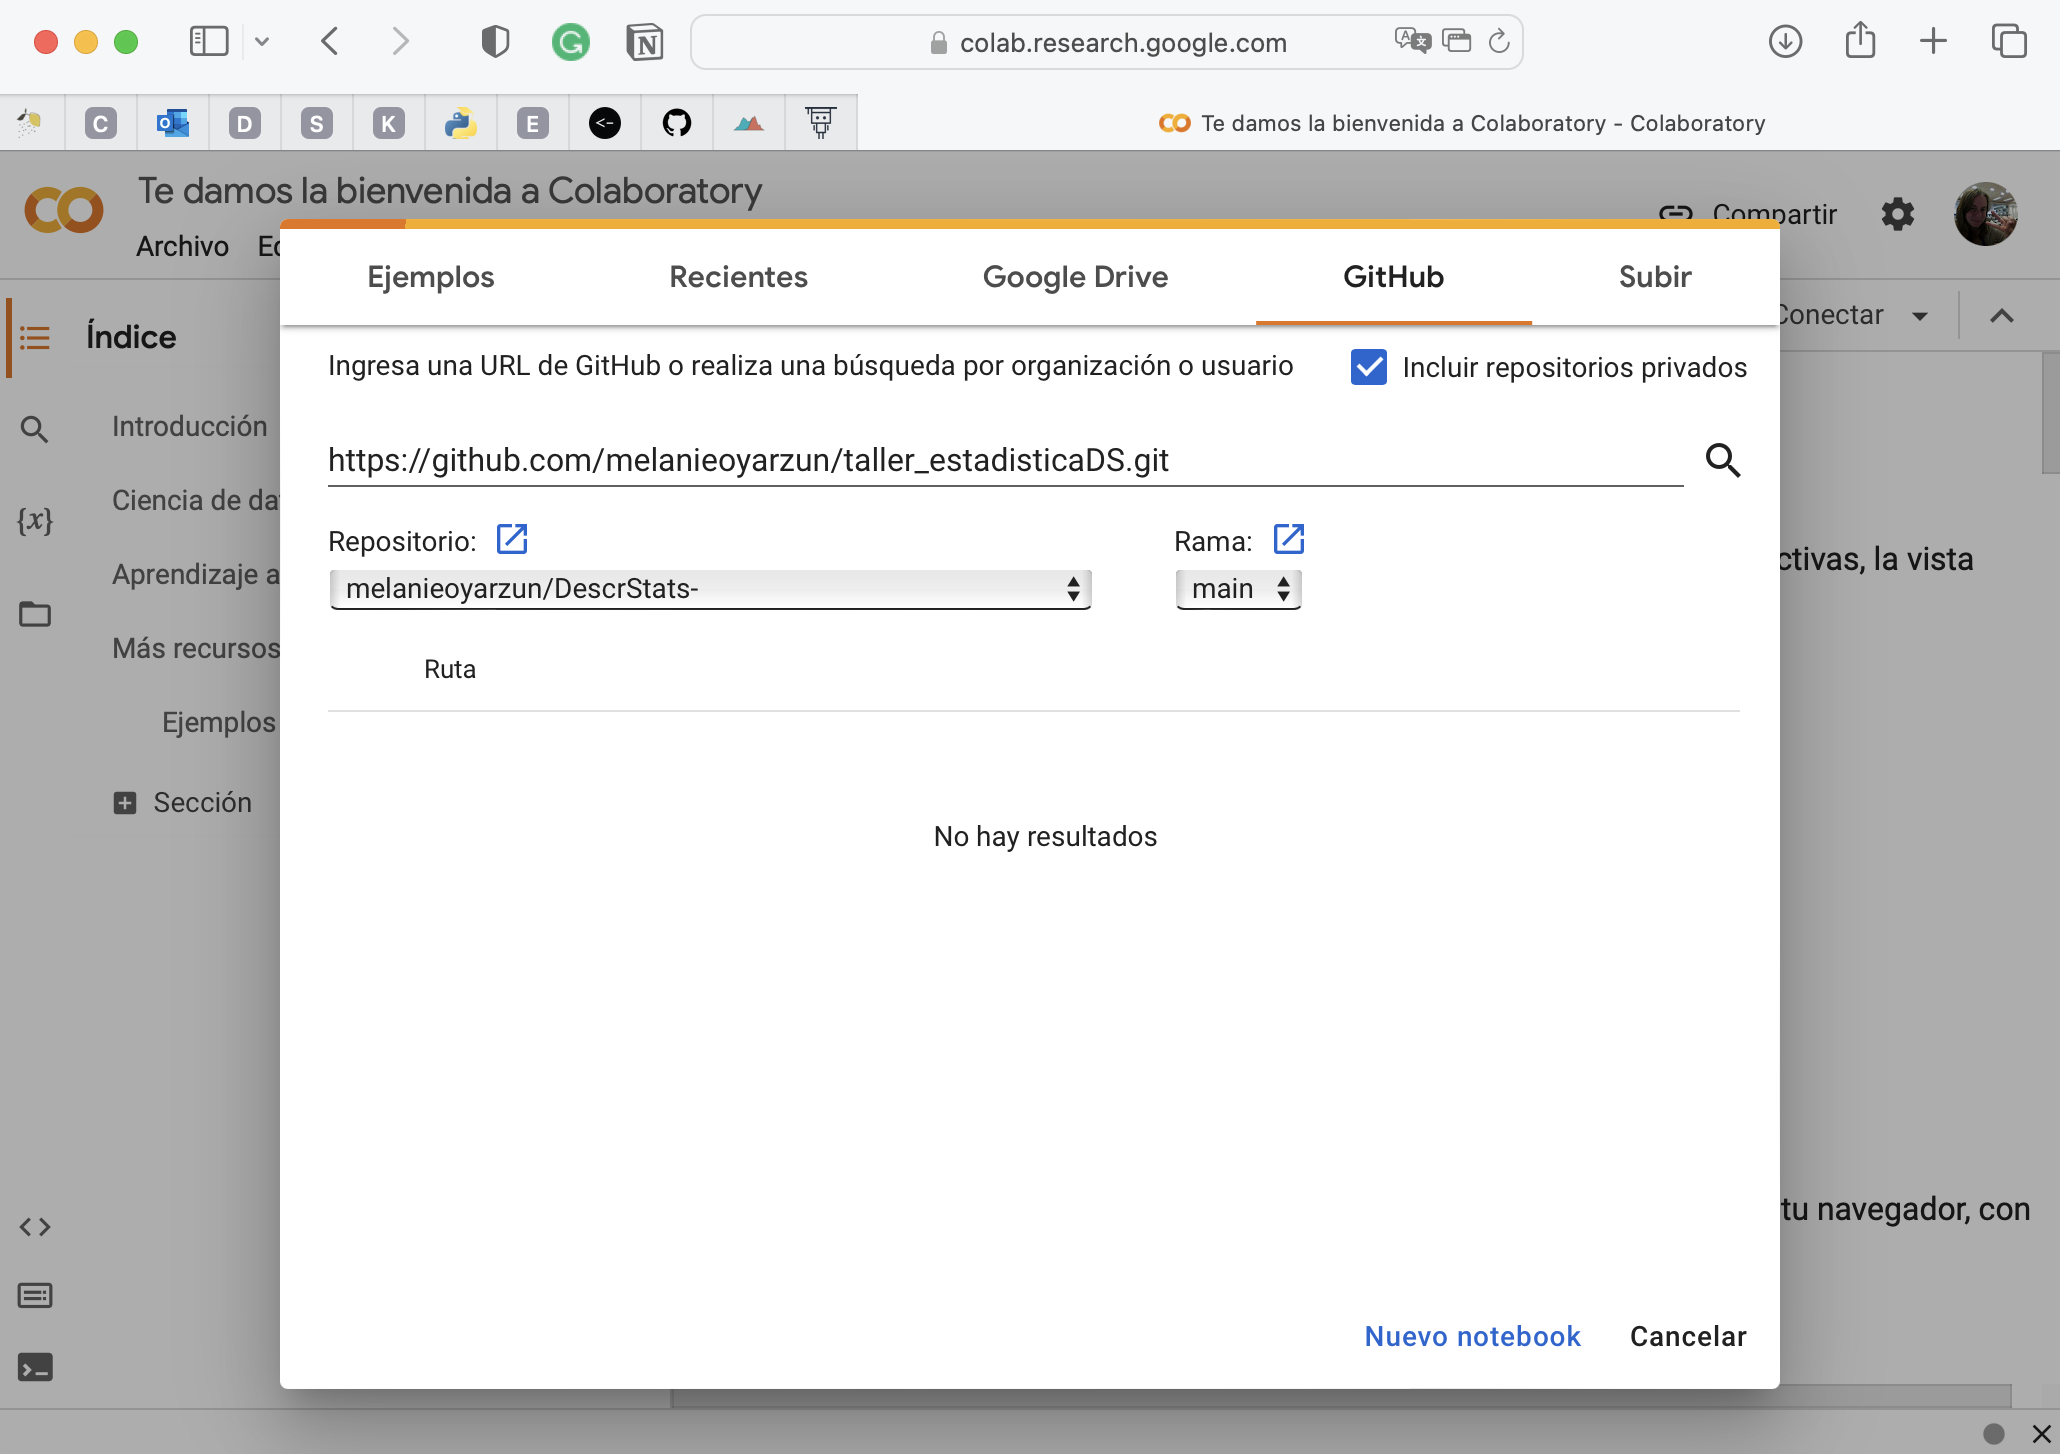 colab.research.google.com
C
D
S
K
E
Te damos la bienvenida a Colaboratory - Colaboratory
Te damos la bienvenida a Colaboratory
Compartir
Archivo
Ejemplos
Recientes
Google Drive
GitHub
Subir
Conectar
Índice
Ingresa una URL de GitHub o realiza una búsqueda por organización o usuario
Incluir repositorios privados
Introducción
https://github.com/melanieoyarzun/taller_estadisticaDS.git
Ciencia de da
{x}
Repositorio:
Rama:
ctivas, la vista
Aprendizaje a
melanieoyarzun/DescrStats-
main
Más recursos
Ruta
Ejemplos
Sección
No hay resultados
tu navegador, con
Nuevo notebook
Cancelar